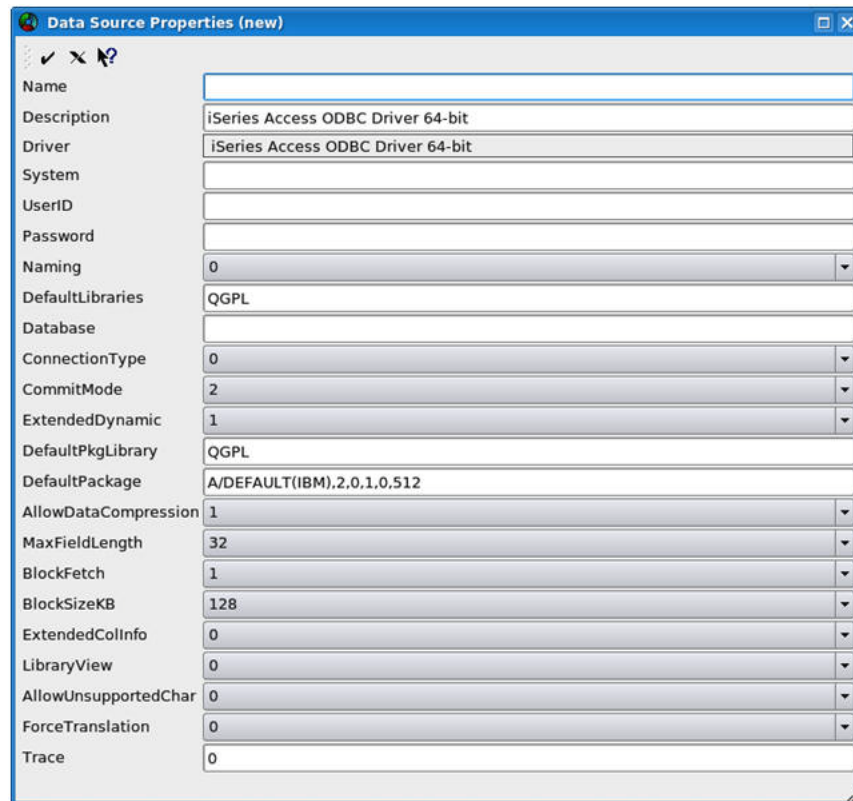 Data Source Properties (new)
Name
Description iSeries Access ODBC Driver 64-bit
Driver iSeries Access ODBC Driver 64-bit
System
UserID
Password
Naming 0
DefaultLibraries QGPL
Database
ConnectionType 0
CommitMode 2
ExtendedDynamic 1
DefaultPkgLibrary QGPL
DefaultPackage A/DEFAULT(IBM),2,0,1,0,512
AllowDataCompression 1
MaxFieldLength 32
BlockFetch 1
BlockSizeKB 128
ExtendedColInfo 0
LibraryView 0
AllowUnsupportedChar 0
ForceTranslation 0
Trace 0